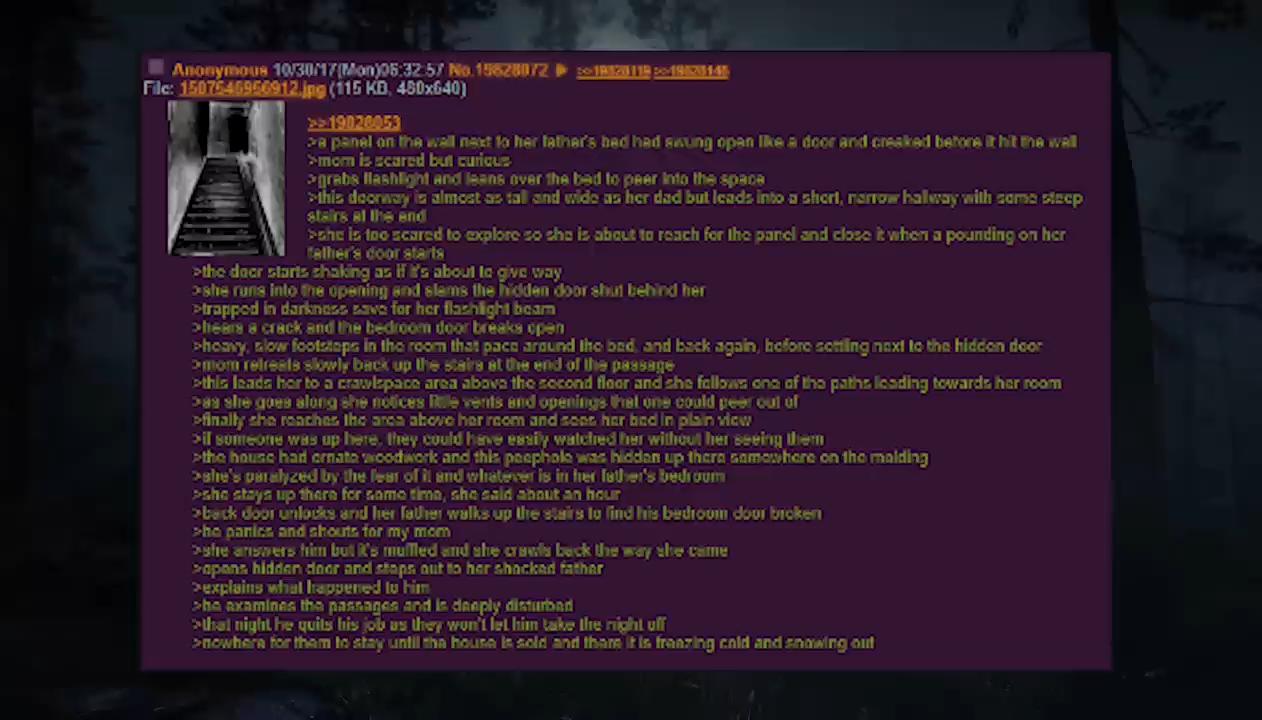 Anonymous 10/30/17(Mon)06:32:57 No.19828072 ▶ >>19828119 >>19828148
File: 1507545956912.jpg (115 KB, 480x640)
>>19828053
>a panel on the wall next to her father's bed had swung open like a door and creaked before it hit the wall
>mom is scared but curious
>grabs flashlight and leans over the bed to peer into the space
>this doorway is almost as tall and wide as her dad but leads into a short, narrow hallway with some steep
stairs at the end
>she is too scared to explore so she is about to reach for the panel and close it when a pounding on her
father's door starts
>the door starts shaking as if it's about to give way
>she runs into the opening and slams the hidden door shut behind her
>trapped in darkness save for her flashlight beam
>hears a crack and the bedroom door breaks open
>heavy, slow footsteps in the room that pace around the bed, and back again, before settling next to the hidden door
>mom retreats slowly back up the stairs at the end of the passage
>this leads her to a crawlspace area above the second floor and she follows one of the paths leading towards her room
>as she goes along she notices little vents and openings that one could peer out of
>finally she reaches the area above her room and sees her bed in plain view
>if someone was up here, they could have easily watched her without her seeing them
>the house had ornate woodwork and this peephole was hidden up there somewhere on the molding
>she's paralyzed by the fear of it and whatever is in her father's bedroom
>she stays up there for some time, she said about an hour
>back door unlocks and her father walks up the stairs to find his bedroom door broken
>he panics and shouts for my mom
>she answers him but it's muffled and she crawls back the way she came
>opens hidden door and steps out to her shocked father
>explains what happened to him
>he examines the passages and is deeply disturbed
>that night he quits his job as they won't let him take the night off
>nowhere for them to stay until the house is sold and there it is freezing cold and snowing out